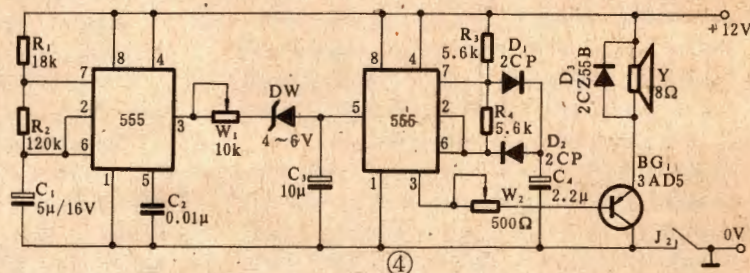 +12V
R₁
18k
R₂
120k
C₁
5μ/16V
8
4
7
2
6
555
3
1
5
C₂
0.01μ
W₁
10k
DW
4～6V
C₃
10μ
8
4
5
555
7
2
6
1
3
R₃
5.6k
D₁
2CP
R₄
5.6k
D₂
2CP
C₄
2.2μ
W₂
500Ω
D₃
2CZ55B
Y
8Ω
BG₁
3AD5
J₂
0V
④